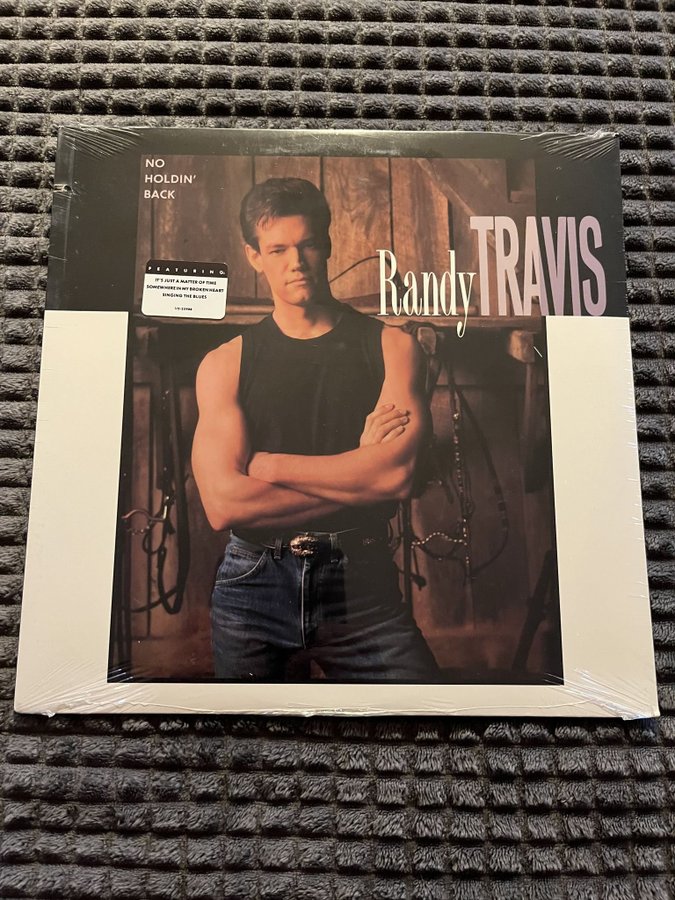 NO
HOLDIN'
BACK
Randy TRAVIS
FEATURING:
IT'S JUST A MATTER OF TIME
SOMEWHERE IN MY BROKEN HEART
SINGING THE BLUES